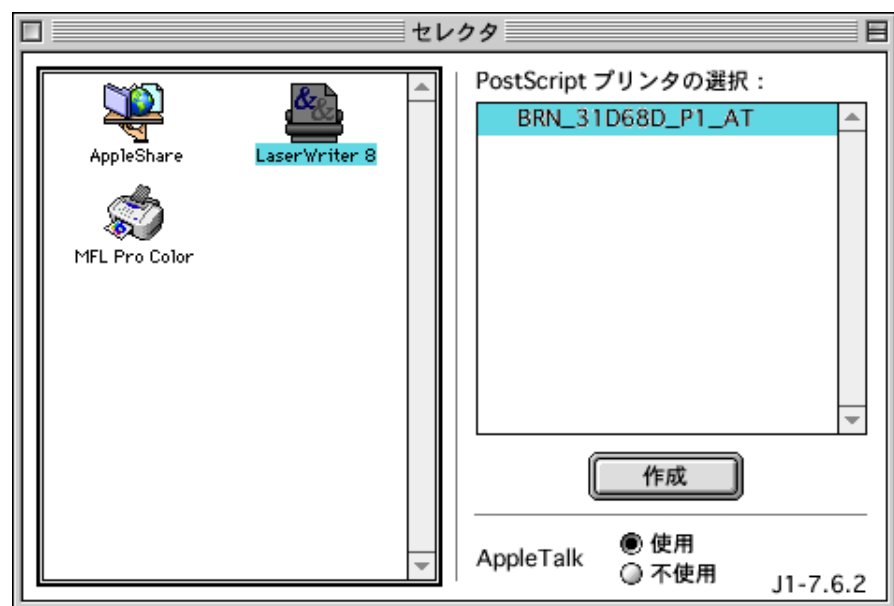 セレクタ
AppleShare
LaserWriter 8
MFL Pro Color
PostScript プリンタの選択：
BRN_31D68D_P1_AT
作成
AppleTalk
使用
不使用
J1-7.6.2